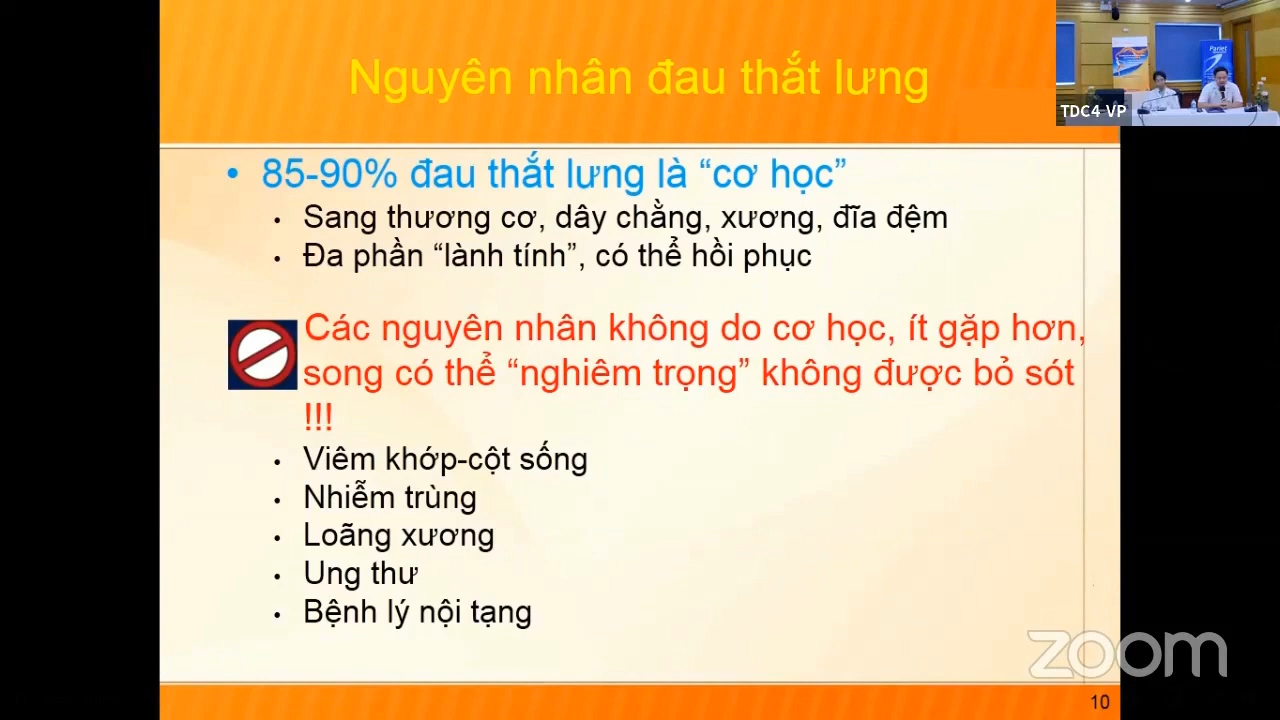 Nguyên nhân đau thắt lưng
TDC4 VP
Pariet
• 85-90% đau thắt lưng là “cơ học”
• Sang thương cơ, dây chằng, xương, đĩa đệm
• Đa phần “lành tính”, có thể hồi phục
Các nguyên nhân không do cơ học, ít gặp hơn,
song có thể “nghiêm trọng” không được bỏ sót
!!!
• Viêm khớp-cột sống
• Nhiễm trùng
• Loãng xương
• Ung thư
• Bệnh lý nội tạng
zoom
10